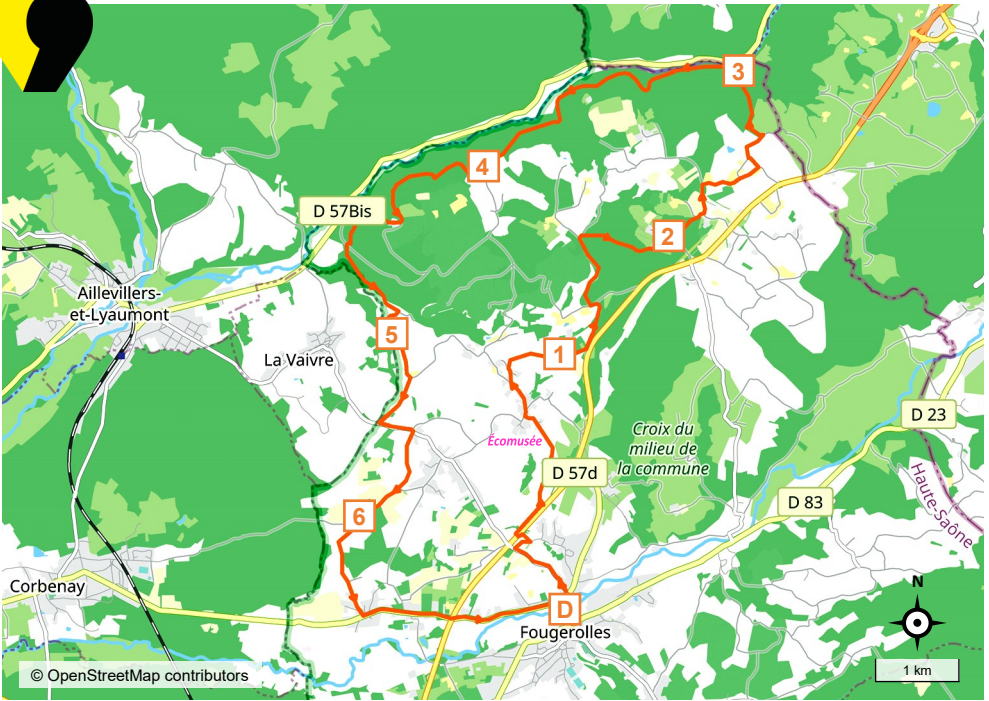 9
3
4
D 57Bis
2
Aillevillers-
et-Lyaumont
5
La Vaivre
1
D 23
Croix du
milieu de
la commune
Écomusée
D 57d
D 83
Haute-Saône
6
Corbenay
N
D
Fougerolles
1 km
© OpenStreetMap contributors